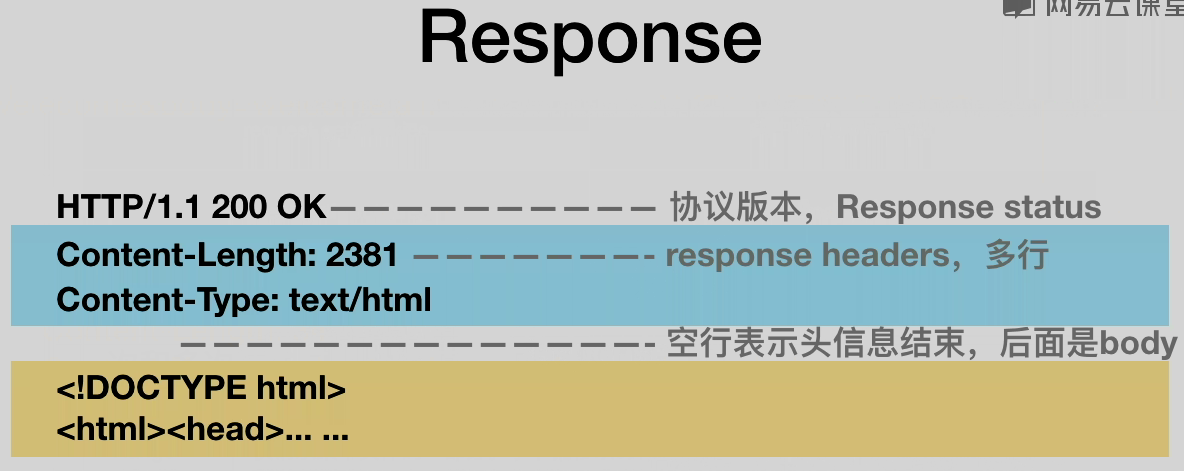 网易云课堂
Response
HTTP/1.1 200 OK — — — — — — — — — — 协议版本，Response status
Content-Length: 2381 — — — — — — — - response headers，多行
Content-Type: text/html
— — — — — — — — — — — — — — - 空行表示头信息结束，后面是body
<!DOCTYPE html>
<html><head>... ...